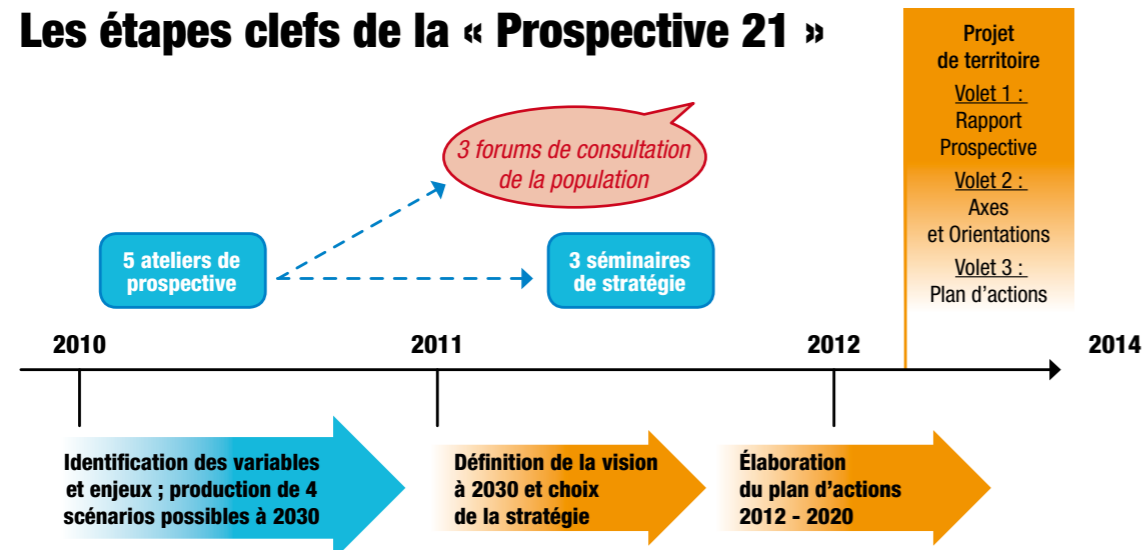 Les étapes clefs de la « Prospective 21 »
Projet
de territoire
Volet 1 :
Rapport
Prospective
Volet 2 :
Axes
et Orientations
Volet 3 :
Plan d'actions
3 forums de consultation
de la population
5 ateliers de
prospective
3 séminaires
de stratégie
2010
2011
2012
2014
Identification des variables
et enjeux ; production de 4
scénarios possibles à 2030
Définition de la vision
à 2030 et choix
de la stratégie
Élaboration
du plan d'actions
2012 - 2020